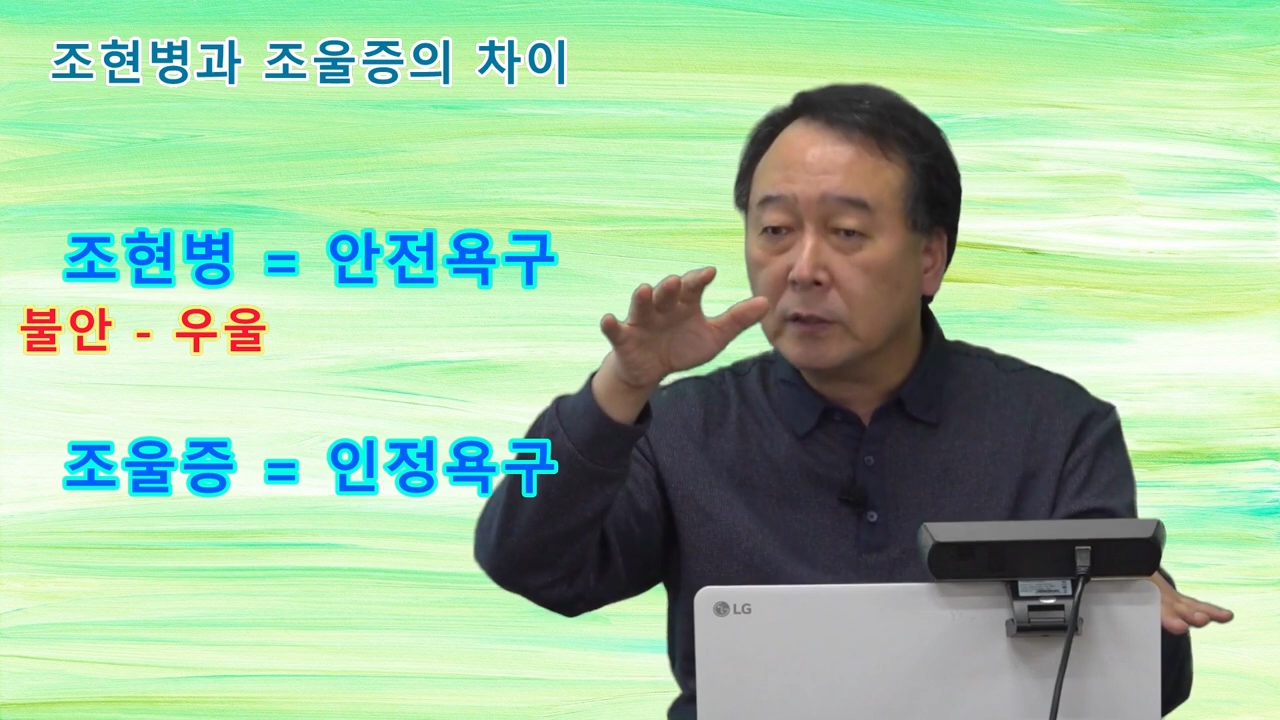 조현병과 조울증의 차이
조현병 = 안전욕구
불안 - 우울
조울증 = 인정욕구
LG